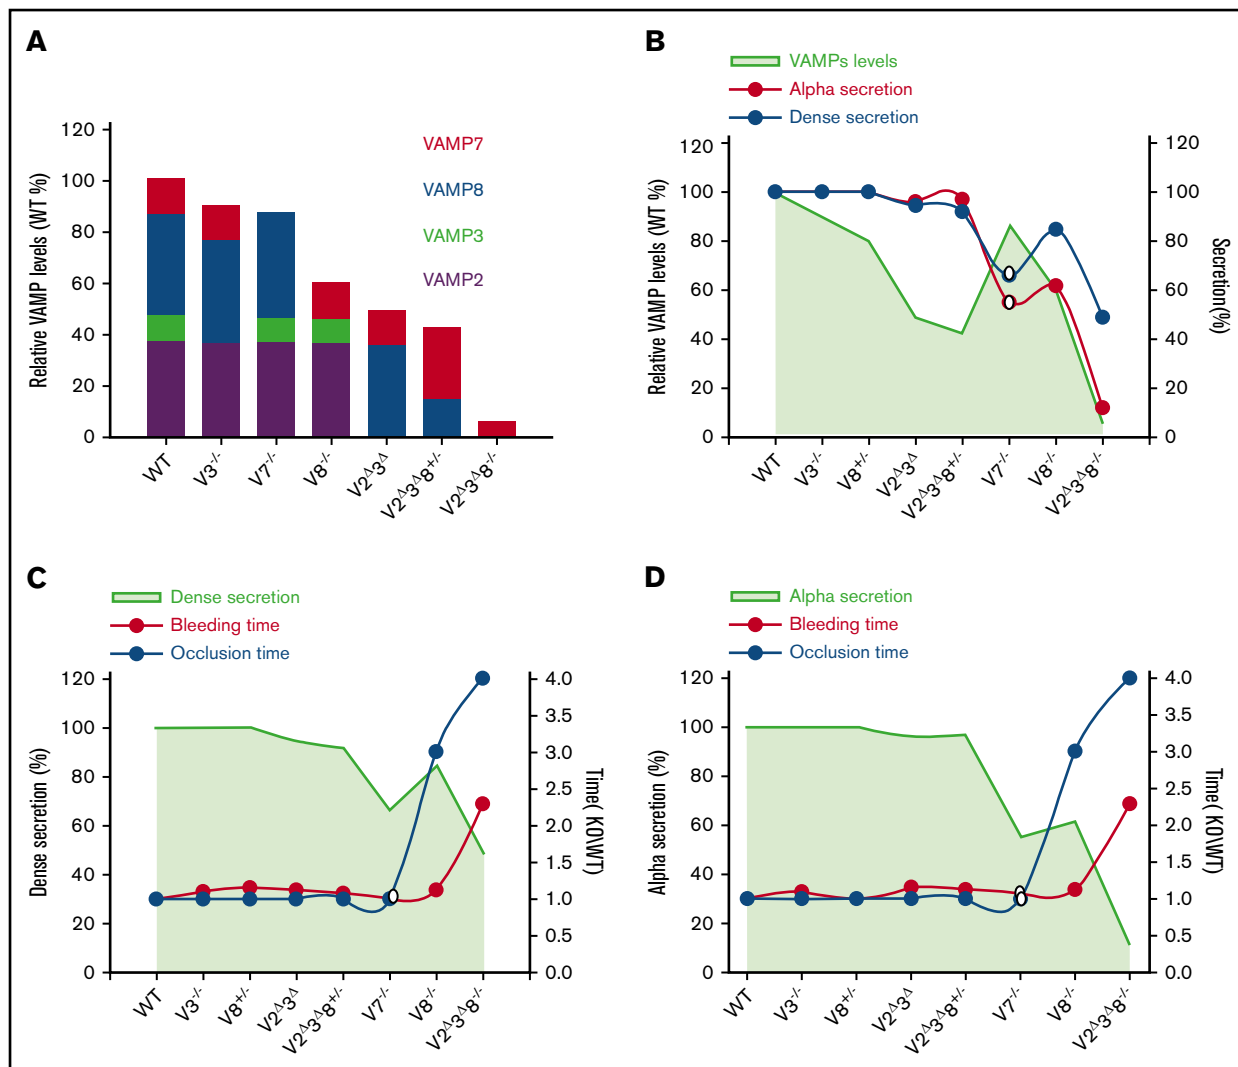 A
Relative VAMP levels (WT %)
120
100
80
60
40
20
0
VAMP7
VAMP8
VAMP3
VAMP2
WT
V3-/-
V7-/-
V8-/-
V2Δ3Δ
V2Δ3Δ8+/-
V2Δ3Δ8-/-
B
VAMPs levels
Alpha secretion
Dense secretion
Relative VAMP levels (WT %)
120
100
80
60
40
20
0
120
100
80
60
40
20
0
Secretion(%)
WT
V3-/-
V8+/-
V2Δ3Δ
V2Δ3Δ8+/-
V7-/-
V8-/-
V2Δ3Δ8-/-
C
Dense secretion
Bleeding time
Occlusion time
Dense secretion (%)
120
100
80
60
40
20
0
4.0
3.5
3.0
2.5
2.0
1.5
1.0
0.5
0.0
Time( KO\WT)
WT
V3-/-
V8+/-
V2Δ3Δ
V2Δ3Δ8+/-
V7-/-
V8-/-
V2Δ3Δ8-/-
D
Alpha secretion
Bleeding time
Occlusion time
Alpha secretion (%)
120
100
80
60
40
20
0
4.0
3.5
3.0
2.5
2.0
1.5
1.0
0.5
0.0
Time( KO\WT)
WT
V3-/-
V8+/-
V2Δ3Δ
V2Δ3Δ8+/-
V7-/-
V8-/-
V2Δ3Δ8-/-